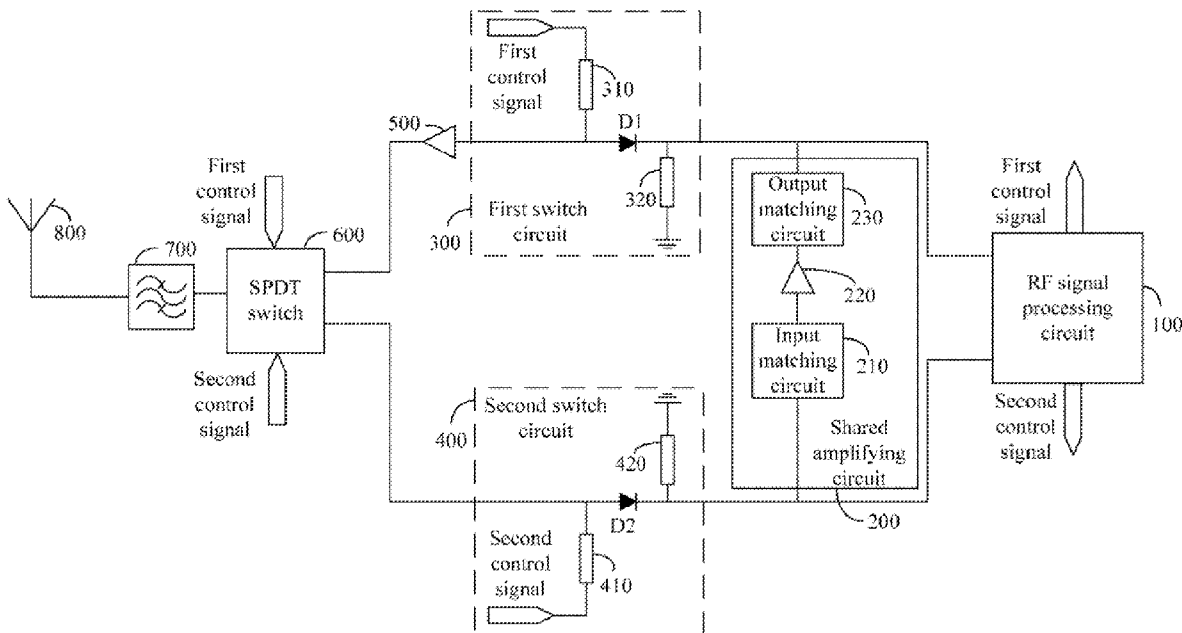 First
control
signal
310
500
D1
First
control
signal
800
700
600
SPDT
switch
300
First switch
circuit
320
Output
matching
circuit
230
220
Input
matching
circuit
210
Shared
amplifying
circuit
200
First
control
signal
RF signal
processing
circuit
100
Second
control
signal
Second
control
signal
400
Second switch
circuit
420
D2
Second
control
signal
410